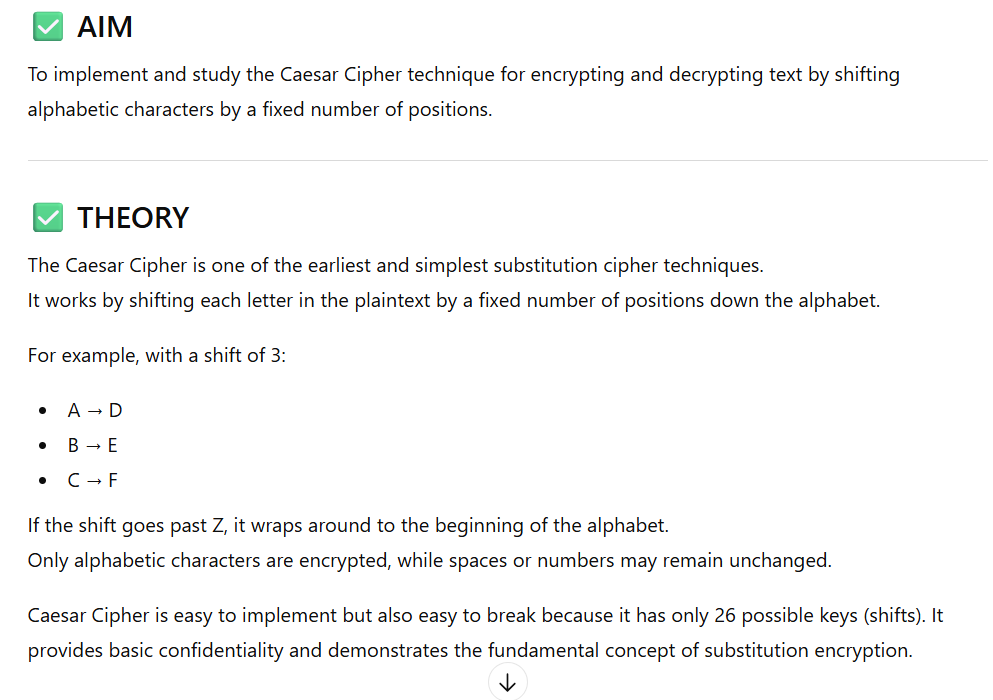 ✅ AIM
To implement and study the Caesar Cipher technique for encrypting and decrypting text by shifting
alphabetic characters by a fixed number of positions.
✅ THEORY
The Caesar Cipher is one of the earliest and simplest substitution cipher techniques.
It works by shifting each letter in the plaintext by a fixed number of positions down the alphabet.
For example, with a shift of 3:
• A → D
• B → E
• C → F
If the shift goes past Z, it wraps around to the beginning of the alphabet.
Only alphabetic characters are encrypted, while spaces or numbers may remain unchanged.
Caesar Cipher is easy to implement but also easy to break because it has only 26 possible keys (shifts). It
provides basic confidentiality and demonstrates the fundamental concept of substitution encryption.